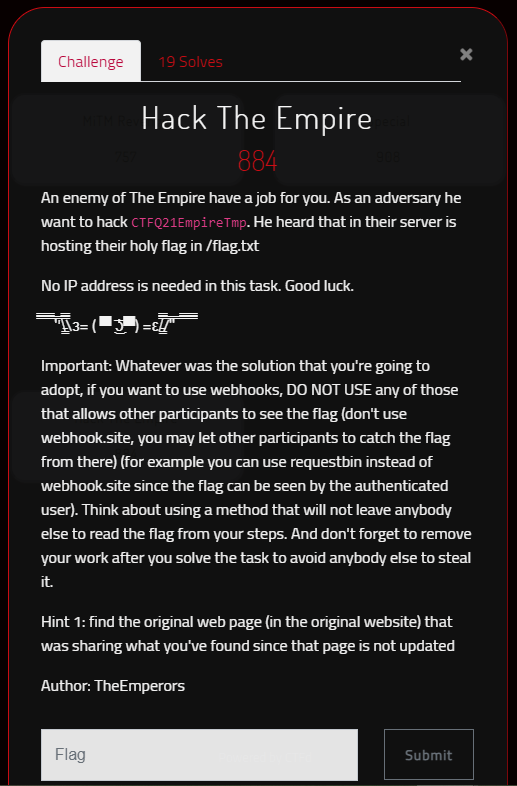 Challenge
19 Solves
×
Hack The Empire
884
An enemy of The Empire have a job for you. As an adversary he
want to hack CTFQ21EmpireTmp. He heard that in their server is
hosting their holy flag in /flag.txt
No IP address is needed in this task. Good luck.
Important: Whatever was the solution that you're going to
adopt, if you want to use webhooks, DO NOT USE any of those
that allows other participants to see the flag (don't use
webhook.site, you may let other participants to catch the flag
from there) (for example you can use requestbin instead of
webhook.site since the flag can be seen by the authenticated
user). Think about using a method that will not leave anybody
else to read the flag from your steps. And don't forget to remove
your work after you solve the task to avoid anybody else to steal
it.
Hint 1: find the original web page (in the original website) that
was sharing what you've found since that page is not updated
Author: TheEmperors
Flag
Submit